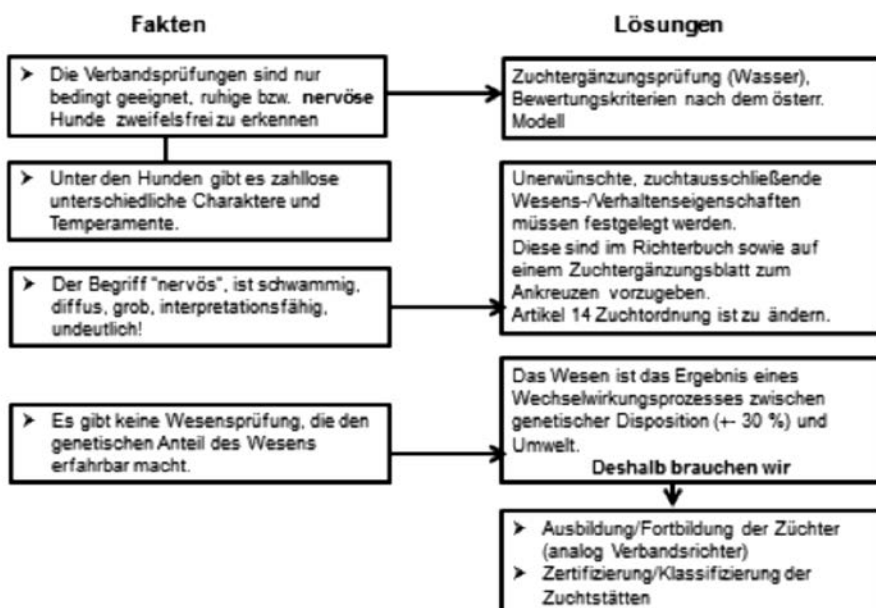 Fakten
Lösungen
➤ Die Verbandsprüfungen sind nur
bedingt geeignet, ruhige bzw. nervöse
Hunde zweifelsfrei zu erkennen
Zuchtergänzungsprüfung (Wasser),
Bewertungskriterien nach dem österr.
Modell
➤ Unter den Hunden gibt es zahllose
unterschiedliche Charaktere und
Temperamente.
Unerwünschte, zuchtausschließende
Wesens-/Verhaltenseigenschaften
müssen festgelegt werden.
Diese sind im Richterbuch sowie auf
einem Zuchtergänzungsblatt zum
Ankreuzen vorzugeben.
Artikel 14 Zuchtordnung ist zu ändern.
➤ Der Begriff "nervös", ist schwammig,
diffus, grob, interpretationsfähig,
undeutlich!
➤ Es gibt keine Wesensprüfung, die den
genetischen Anteil des Wesens
erfahrbar macht.
Das Wesen ist das Ergebnis eines
Wechselwirkungsprozesses zwischen
genetischer Disposition (+- 30 %) und
Umwelt.
Deshalb brauchen wir
➤ Ausbildung/Fortbildung der Züchter
(analog Verbandsrichter)
➤ Zertifizierung/Klassifizierung der
Zuchtstätten